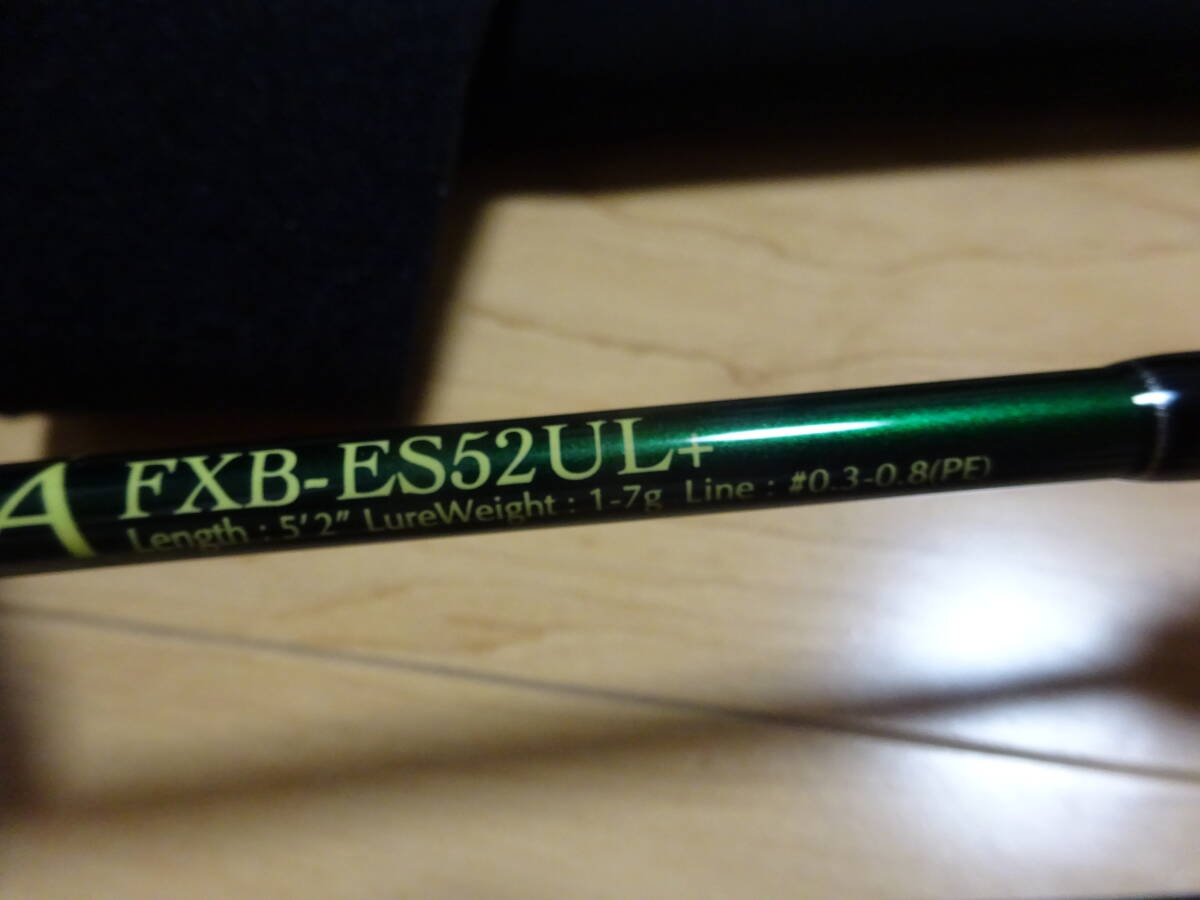 A FXB-ES52UL+
Length : 5'2" LureWeight : 1-7g Line : #0.3-0.8(PE)